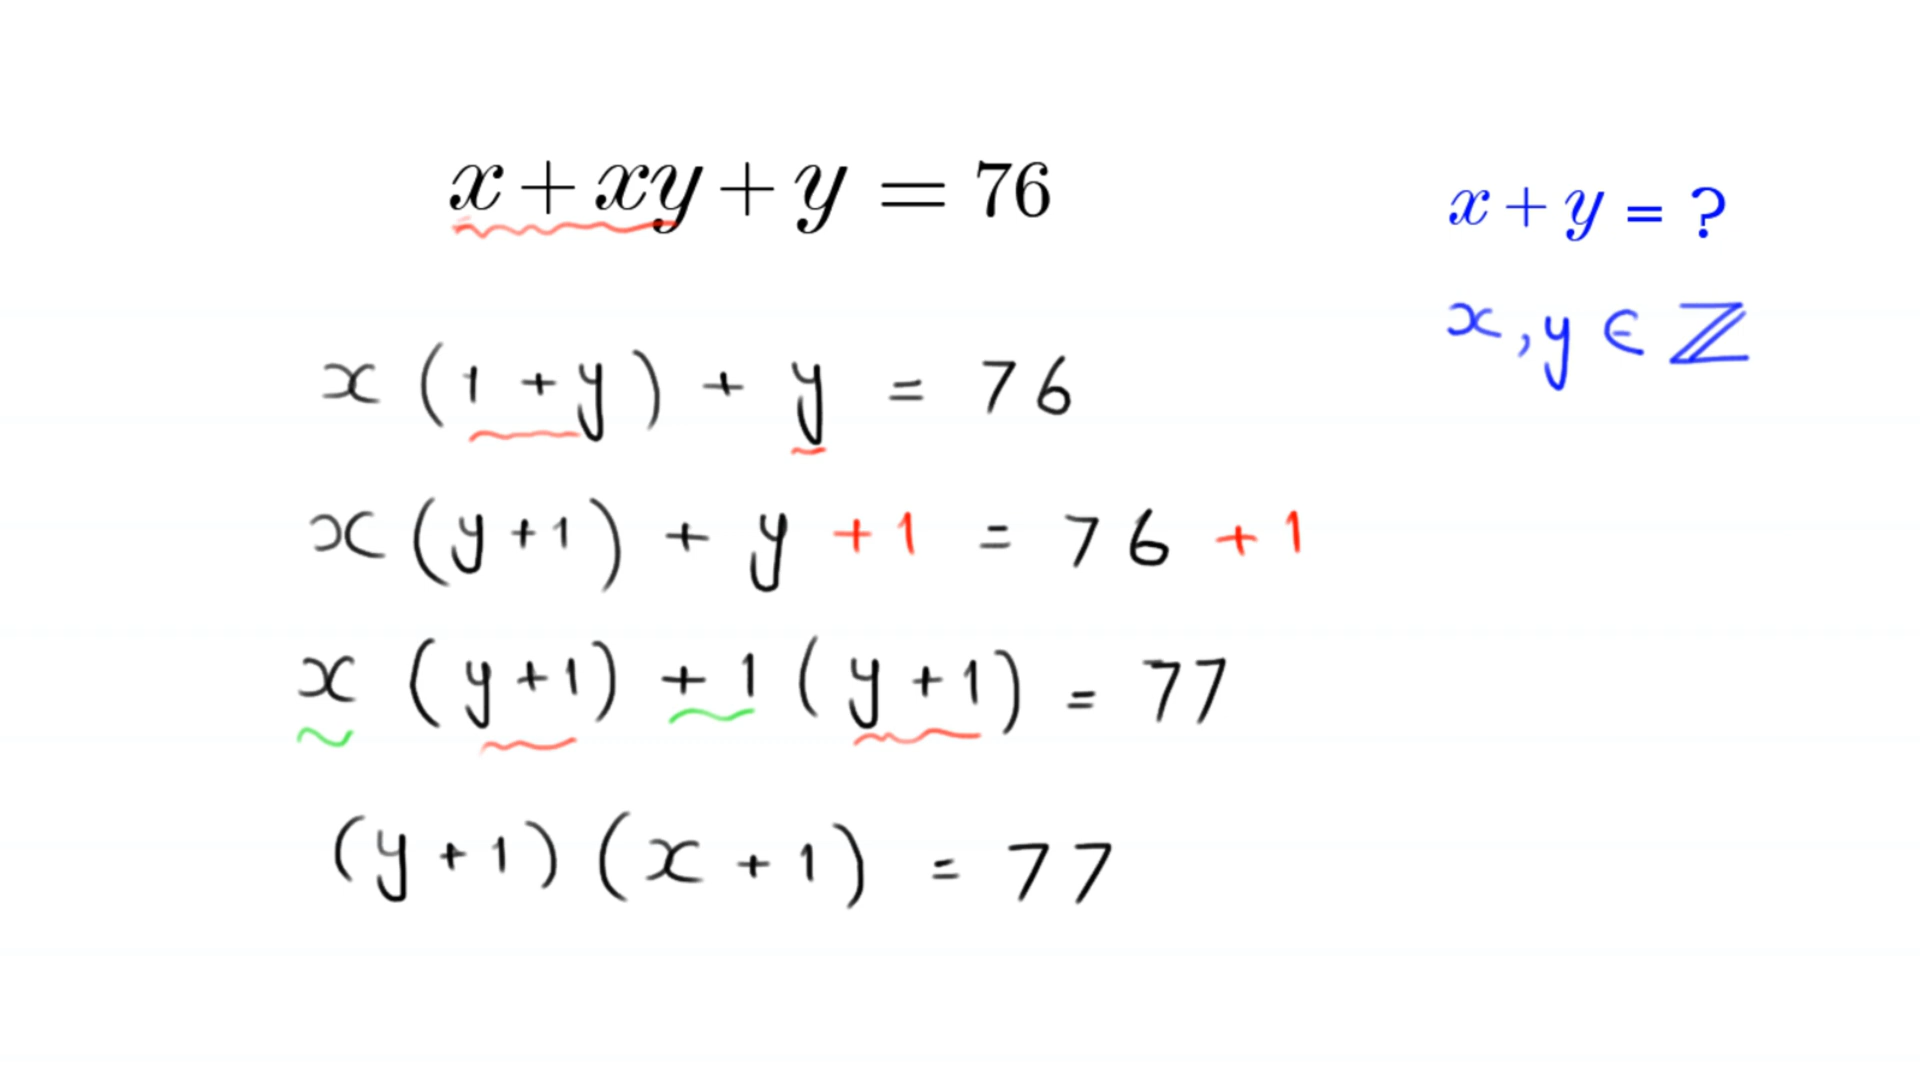 x + xy + y = 76
x + y = ?
x , y ∈ ℤ
x ( 1 + y ) + y = 76
x ( y + 1 ) + y + 1 = 76 + 1
x ( y + 1 ) + 1 ( y + 1 ) = 77
( y + 1 ) ( x + 1 ) = 77